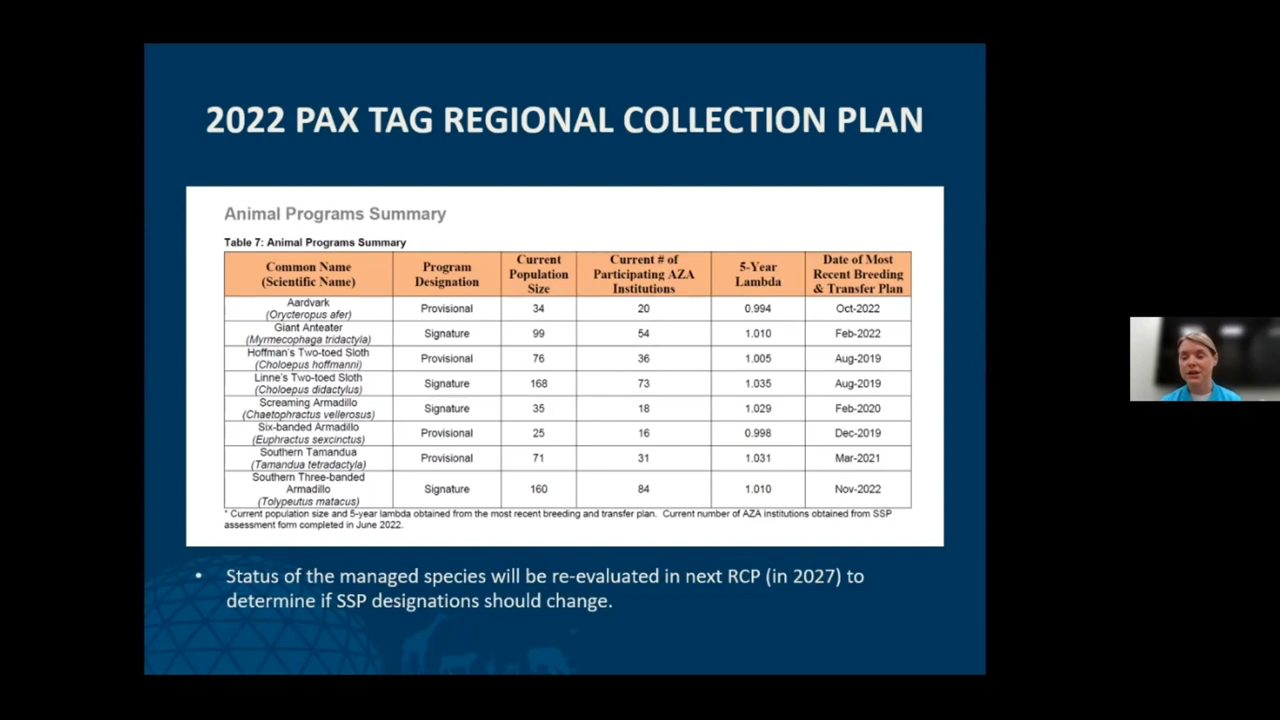 2022 PAX TAG REGIONAL COLLECTION PLAN
Animal Programs Summary
Table 7: Animal Programs Summary
Common Name (Scientific Name) Program Designation Current Population Size Current # of Participating AZA Institutions 5-Year Lambda Date of Most Recent Breeding & Transfer Plan
Aardvark (Orycteropus afer) Provisional 34 20 0.994 Oct-2022
Giant Anteater (Myrmecophaga tridactyla) Signature 99 54 1.010 Feb-2022
Hoffman's Two-toed Sloth (Choloepus hoffmanni) Provisional 76 36 1.005 Aug-2019
Linne's Two-toed Sloth (Choloepus didactylus) Signature 168 73 1.035 Aug-2019
Screaming Armadillo (Chaetophractus vellerosus) Signature 35 18 1.029 Feb-2020
Six-banded Armadillo (Euphractus sexcinctus) Provisional 25 16 0.998 Dec-2019
Southern Tamandua (Tamandua tetradactyla) Provisional 71 31 1.031 Mar-2021
Southern Three-banded Armadillo (Tolypeutus matacus) Signature 160 84 1.010 Nov-2022
* Current population size and 5-year lambda obtained from the most recent breeding and transfer plan. Current number of AZA institutions obtained from SSP
assessment form completed in June 2022.
• Status of the managed species will be re-evaluated in next RCP (in 2027) to
determine if SSP designations should change.